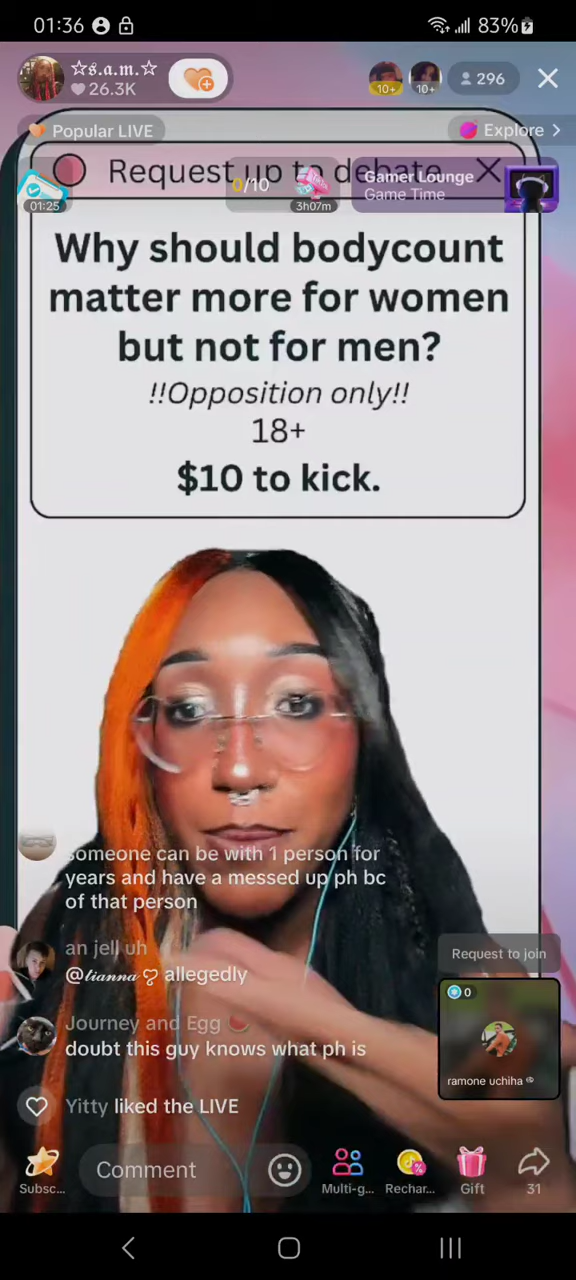 01:36
83%
☆𝔰.𝔞.𝔪.☆
26.3K
10+
10+
296
Popular LIVE
Explore >
Request up to debate
01:25
0/10
3h07m
Gamer Lounge
Game Time
Why should bodycount
matter more for women
but not for men?
!!Opposition only!!
18+
$10 to kick.
someone can be with 1 person for
years and have a messed up ph bc
of that person
an jell uh
@𝓁𝒾𝒶𝓃𝓃𝒶 ღ allegedly
Journey and Egg
doubt this guy knows what ph is
Yitty liked the LIVE
Request to join
0
ramone uchiha
Subsc...
Comment
Multi-g...
Rechar...
Gift
31